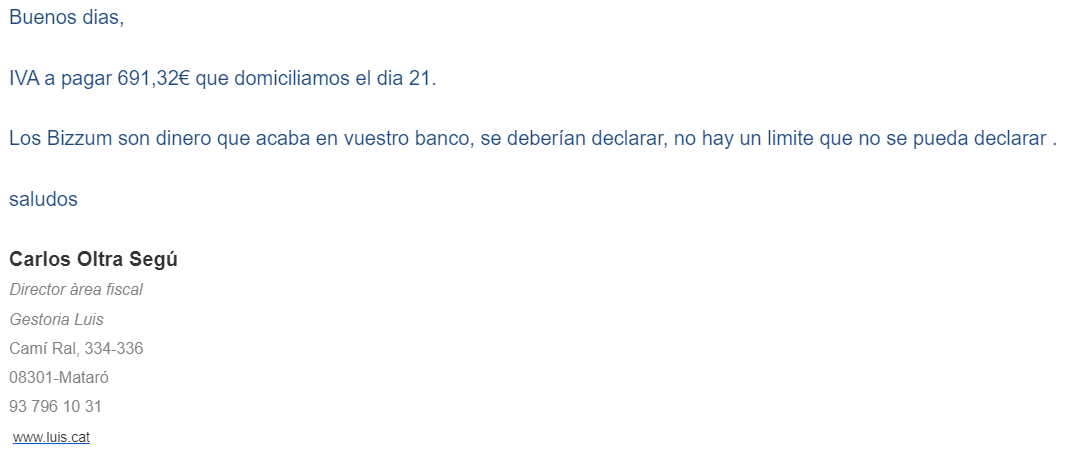 Buenos dias,
IVA a pagar 691,32€ que domiciliamos el dia 21.
Los Bizzum son dinero que acaba en vuestro banco, se deberían declarar, no hay un limite que no se pueda declarar .
saludos
Carlos Oltra Segú
Director àrea fiscal
Gestoria Luis
Camí Ral, 334-336
08301-Mataró
93 796 10 31
www.luis.cat